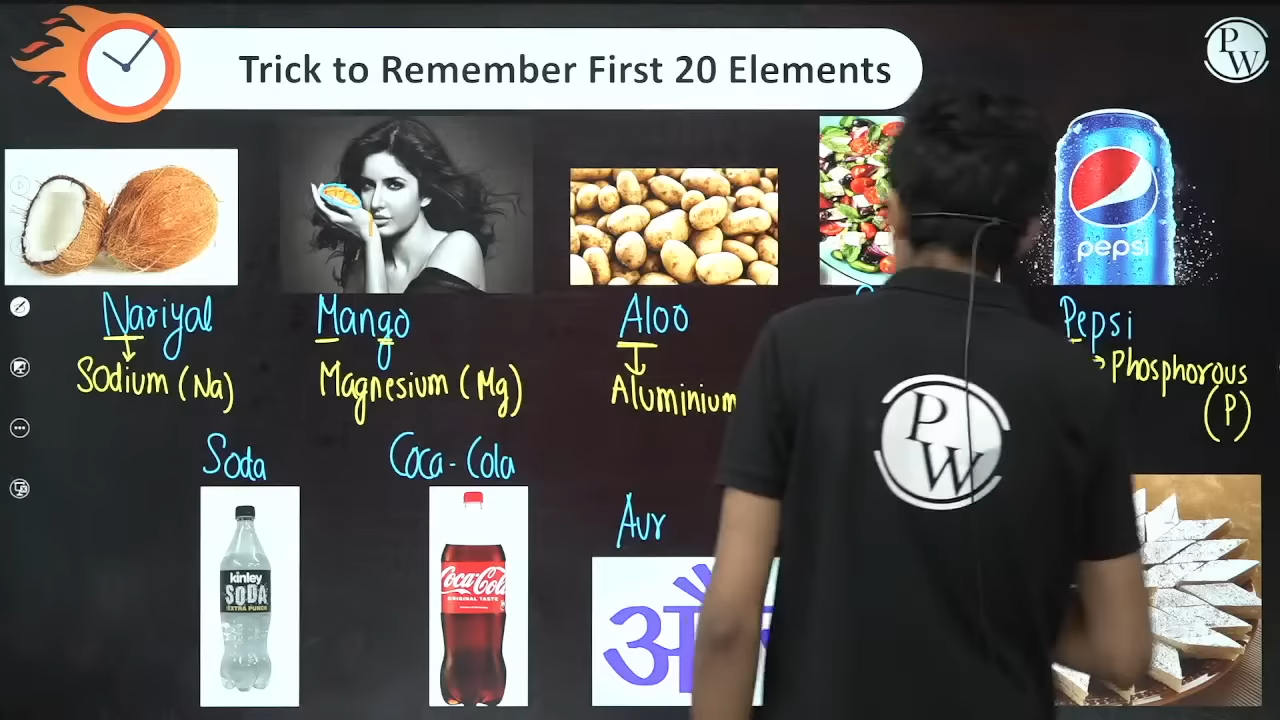 Trick to Remember First 20 Elements
PW
pepsi
Nariyal
Mango
Aloo
Pepsi
Sodium (Na)
Magnesium (Mg)
Aluminium
Phosphorous
(P)
Soda
Coca-Cola
Aur
kinley
SODA
EXTRA PUNCH
Coca-Cola
ORIGINAL TASTE
औ
PW